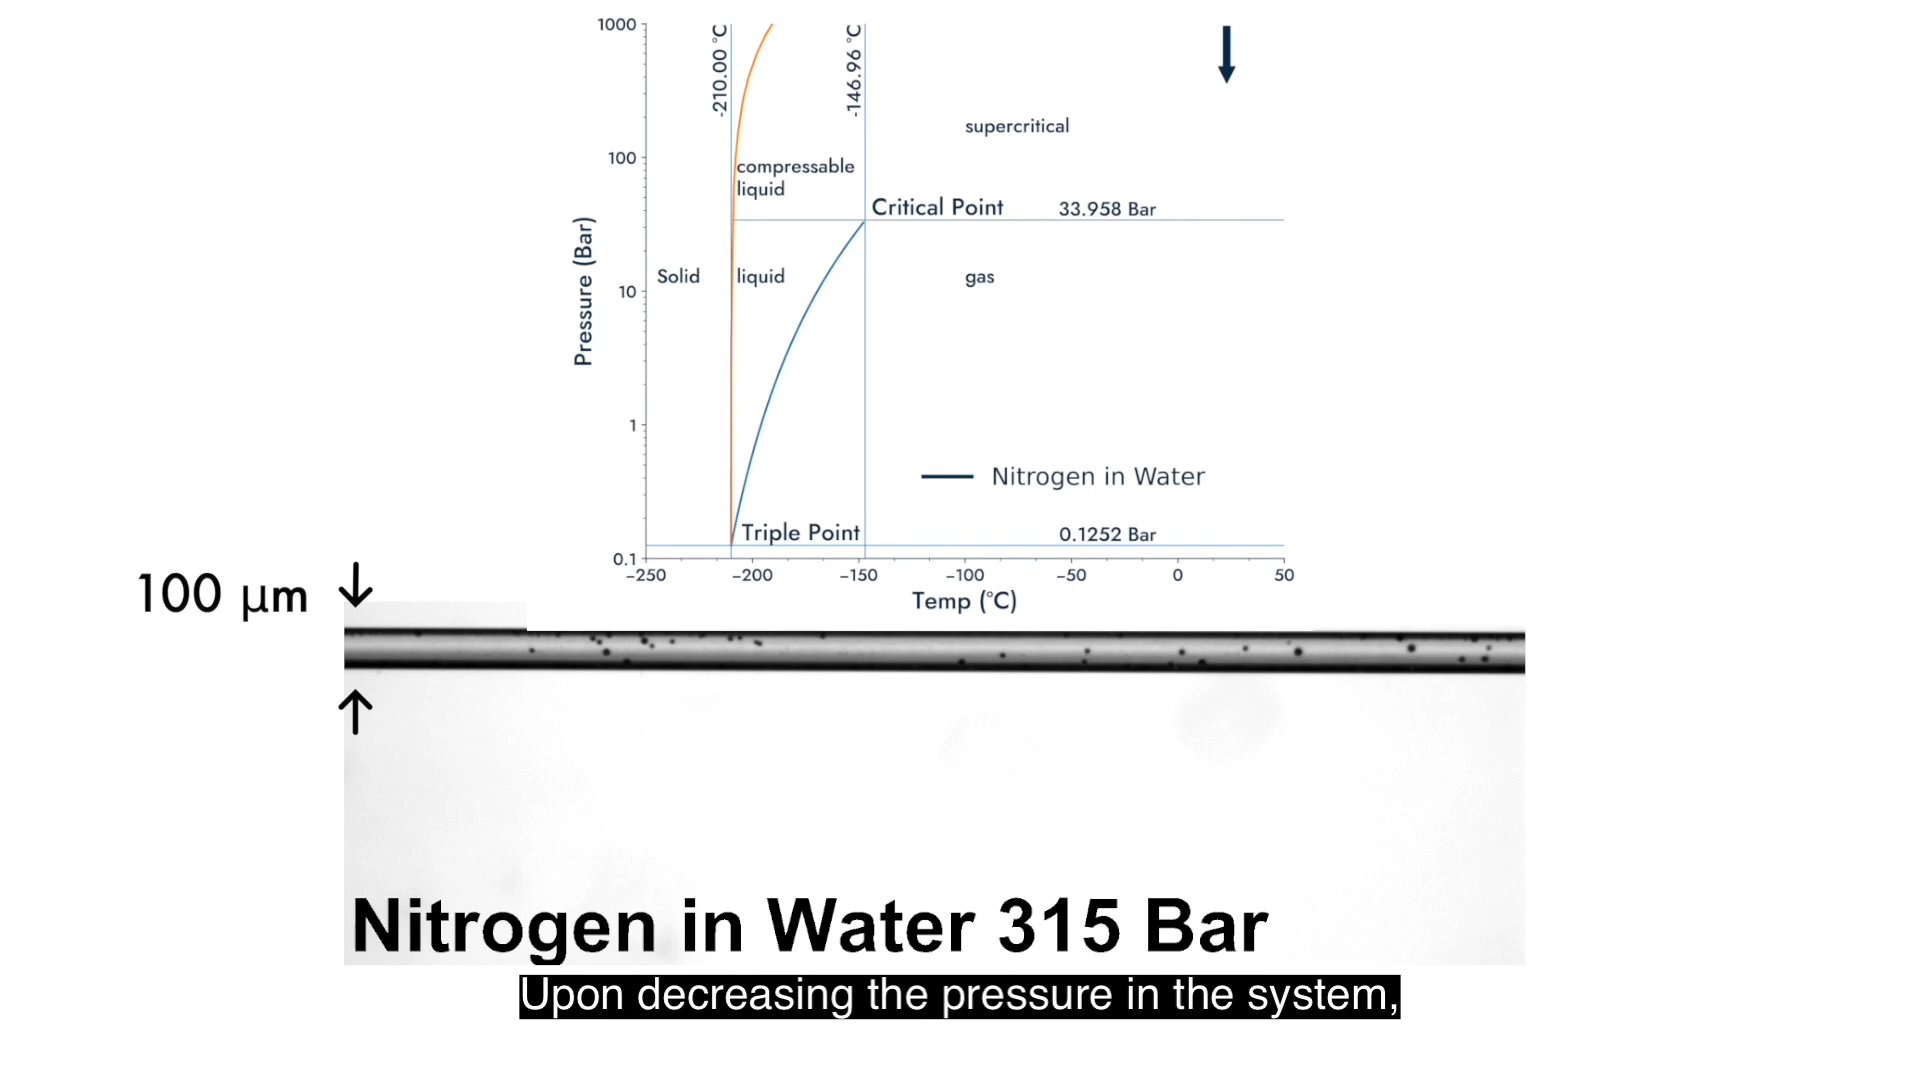 1000
-210.00 °C
-146.96 °C
supercritical
100
compressable
liquid
Critical Point 33.958 Bar
Pressure (Bar)
Solid liquid gas
10
1
Nitrogen in Water
Triple Point 0.1252 Bar
0.1
−250 −200 −150 −100 −50 0 50
Temp (°C)
100 µm
Nitrogen in Water 315 Bar
Upon decreasing the pressure in the system,